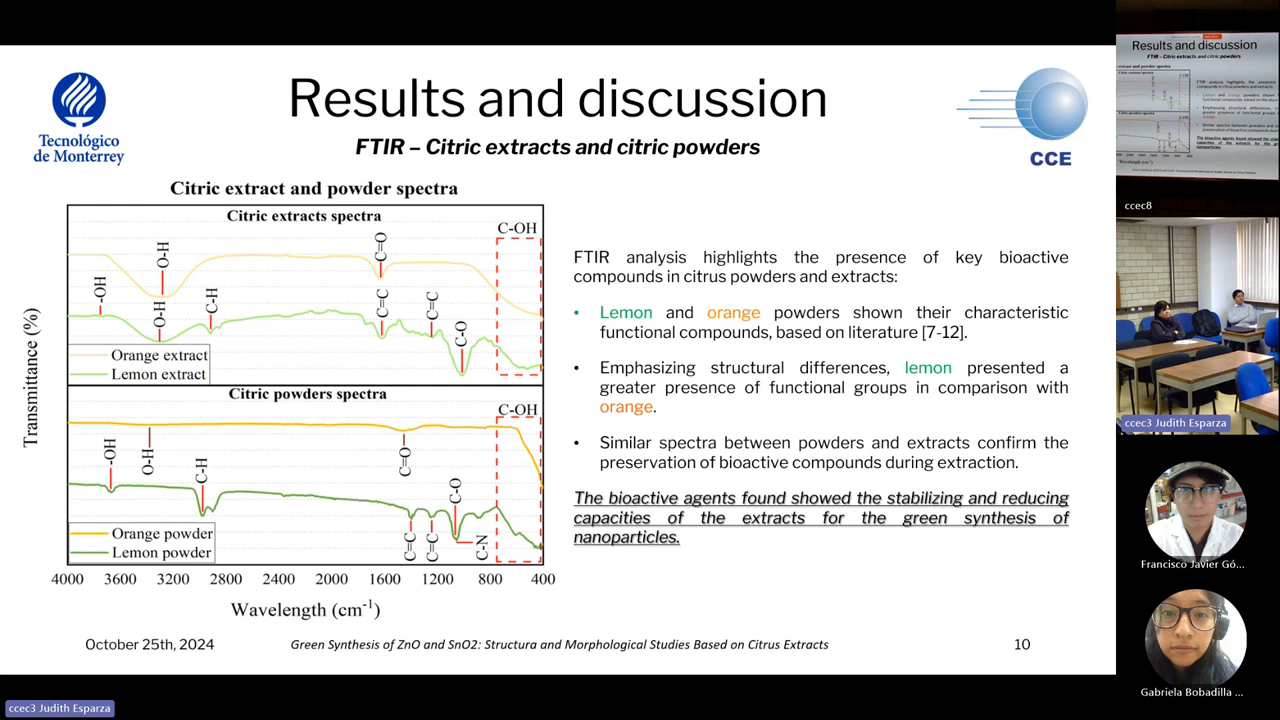 Results and discussion
FTIR – Citric extracts and citric powders
Tecnológico
de Monterrey
CCE
Citric extract and powder spectra
Citric extracts spectra
C-OH
-OH
O-H
O-H
C-H
C=O
C=C
C=C
C-O
Orange extract
Lemon extract
Citric powders spectra
C-OH
-OH
O-H
C-H
C=O
C-O
C=C
C=C
C-N
Orange powder
Lemon powder
Transmittance (%)
4000 3600 3200 2800 2400 2000 1600 1200 800 400
Wavelength (cm⁻¹)
FTIR analysis highlights the presence of key bioactive
compounds in citrus powders and extracts:
• Lemon and orange powders shown their characteristic
functional compounds, based on literature [7-12].
• Emphasizing structural differences, lemon presented a
greater presence of functional groups in comparison with
orange.
• Similar spectra between powders and extracts confirm the
preservation of bioactive compounds during extraction.
The bioactive agents found showed the stabilizing and reducing
capacities of the extracts for the green synthesis of
nanoparticles.
October 25th, 2024
Green Synthesis of ZnO and SnO2: Structura and Morphological Studies Based on Citrus Extracts
10
ccec3 Judith Esparza
Results and discussion
FTIR – Citric extracts and citric powders
ccec8
ccec3 Judith Esparza
Francisco Javier Gó...
Gabriela Bobadilla ...